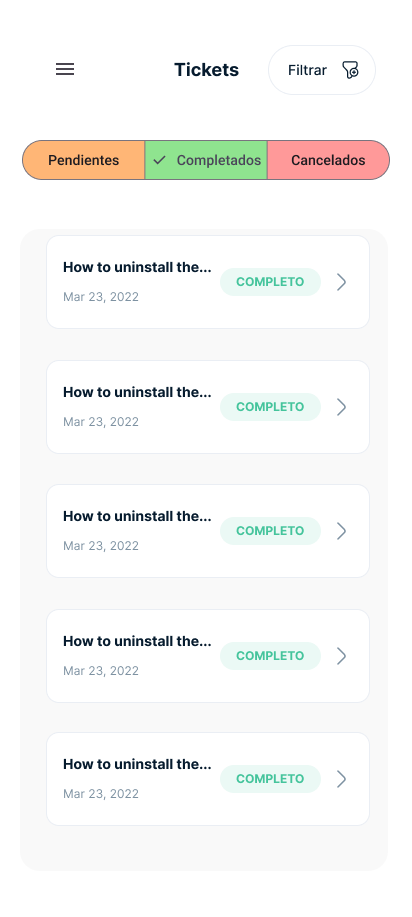 Tickets
Filtrar
Pendientes
Completados
Cancelados
How to uninstall the...
COMPLETO
Mar 23, 2022
How to uninstall the...
COMPLETO
Mar 23, 2022
How to uninstall the...
COMPLETO
Mar 23, 2022
How to uninstall the...
COMPLETO
Mar 23, 2022
How to uninstall the...
COMPLETO
Mar 23, 2022